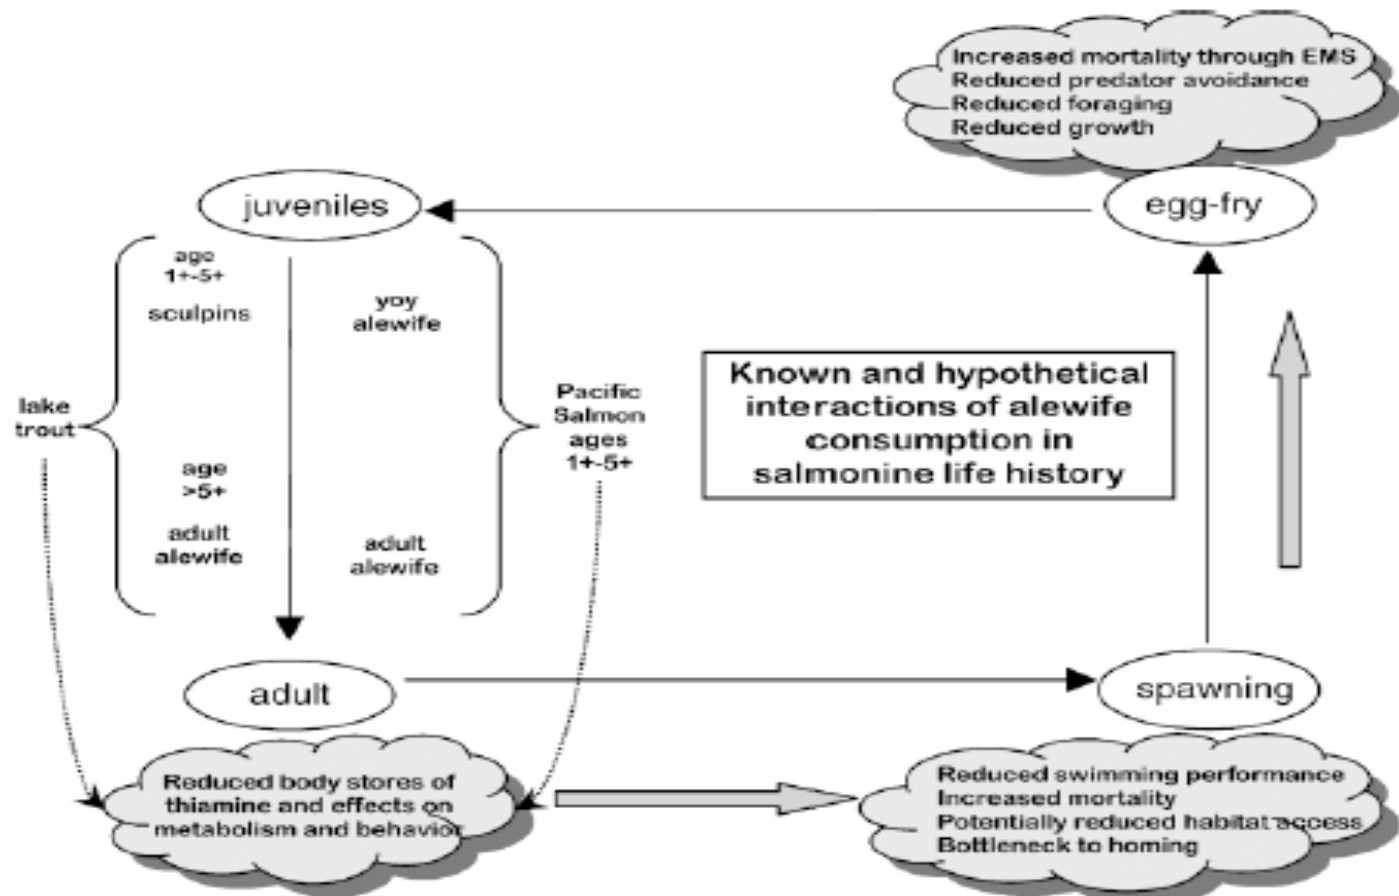 Increased mortality through EMS
Reduced predator avoidance
Reduced foraging
Reduced growth
juveniles
egg-fry
age
1+-5+
sculpins
yoy
alewife
lake
trout
Pacific
Salmon
ages
1+-5+
Known and hypothetical
interactions of alewife
consumption in
salmonine life history
age
>5+
adult
alewife
adult
alewife
adult
spawning
Reduced body stores of
thiamine and effects on
metabolism and behavior
Reduced swimming performance
Increased mortality
Potentially reduced habitat access
Bottleneck to homing